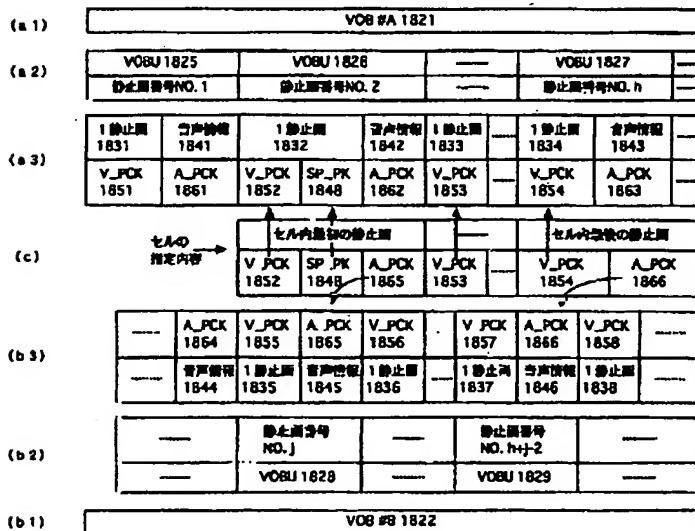 (a1) VOB #A 1821
(a2) VOBU 1825 VOBU 1826 VOBU 1827
静止画番号NO.1 静止画番号NO.2 静止画番号NO.h
(a3) 1静止画 音声情報 1静止画 音声情報 1静止画 1静止画 音声情報
1831 1841 1832 1842 1833 1834 1843
V_PCK A_PCK V_PCK SP_PK A_PCK V_PCK V_PCK A_PCK
1851 1861 1852 1848 1862 1853 1854 1863
(c) セルの指定内容 セル内最初の静止画 セル内最後の静止画
V_PCK SP_PK A_PCK V_PCK V_PCK A_PCK
1852 1848 1865 1853 1854 1866
(b3) A_PCK V_PCK A_PCK V_PCK V_PCK A_PCK V_PCK
1864 1855 1865 1856 1857 1866 1858
音声情報 1静止画 音声情報 1静止画 1静止画 音声情報 1静止画
1844 1835 1845 1836 1837 1846 1838
(b2) 静止画番号 静止画番号
NO.j NO.h+j-2
VOBU 1828 VOBU 1829
(b1) VOB #B 1822